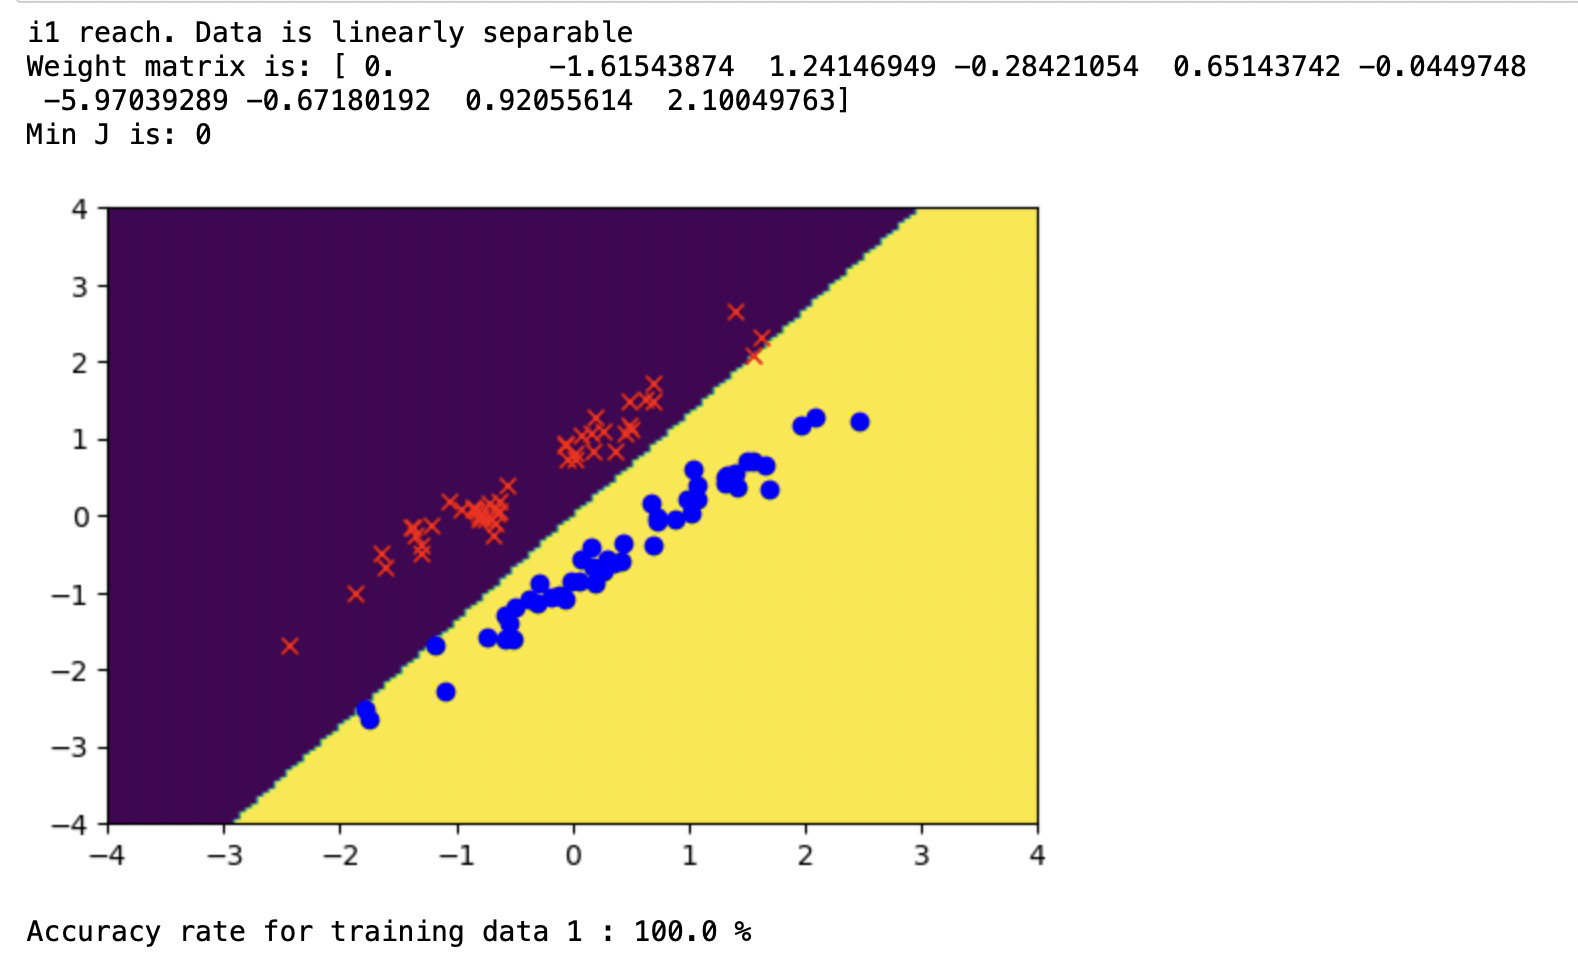 i1 reach. Data is linearly separable
Weight matrix is: [ 0.         −1.61543874  1.24146949 −0.28421054  0.65143742 −0.0449748
 −5.97039289 −0.67180192  0.92055614  2.10049763]
Min J is: 0
4
3
2
1
0
−1
−2
−3
−4
−4 −3 −2 −1 0 1 2 3 4
Accuracy rate for training data 1 : 100.0 %